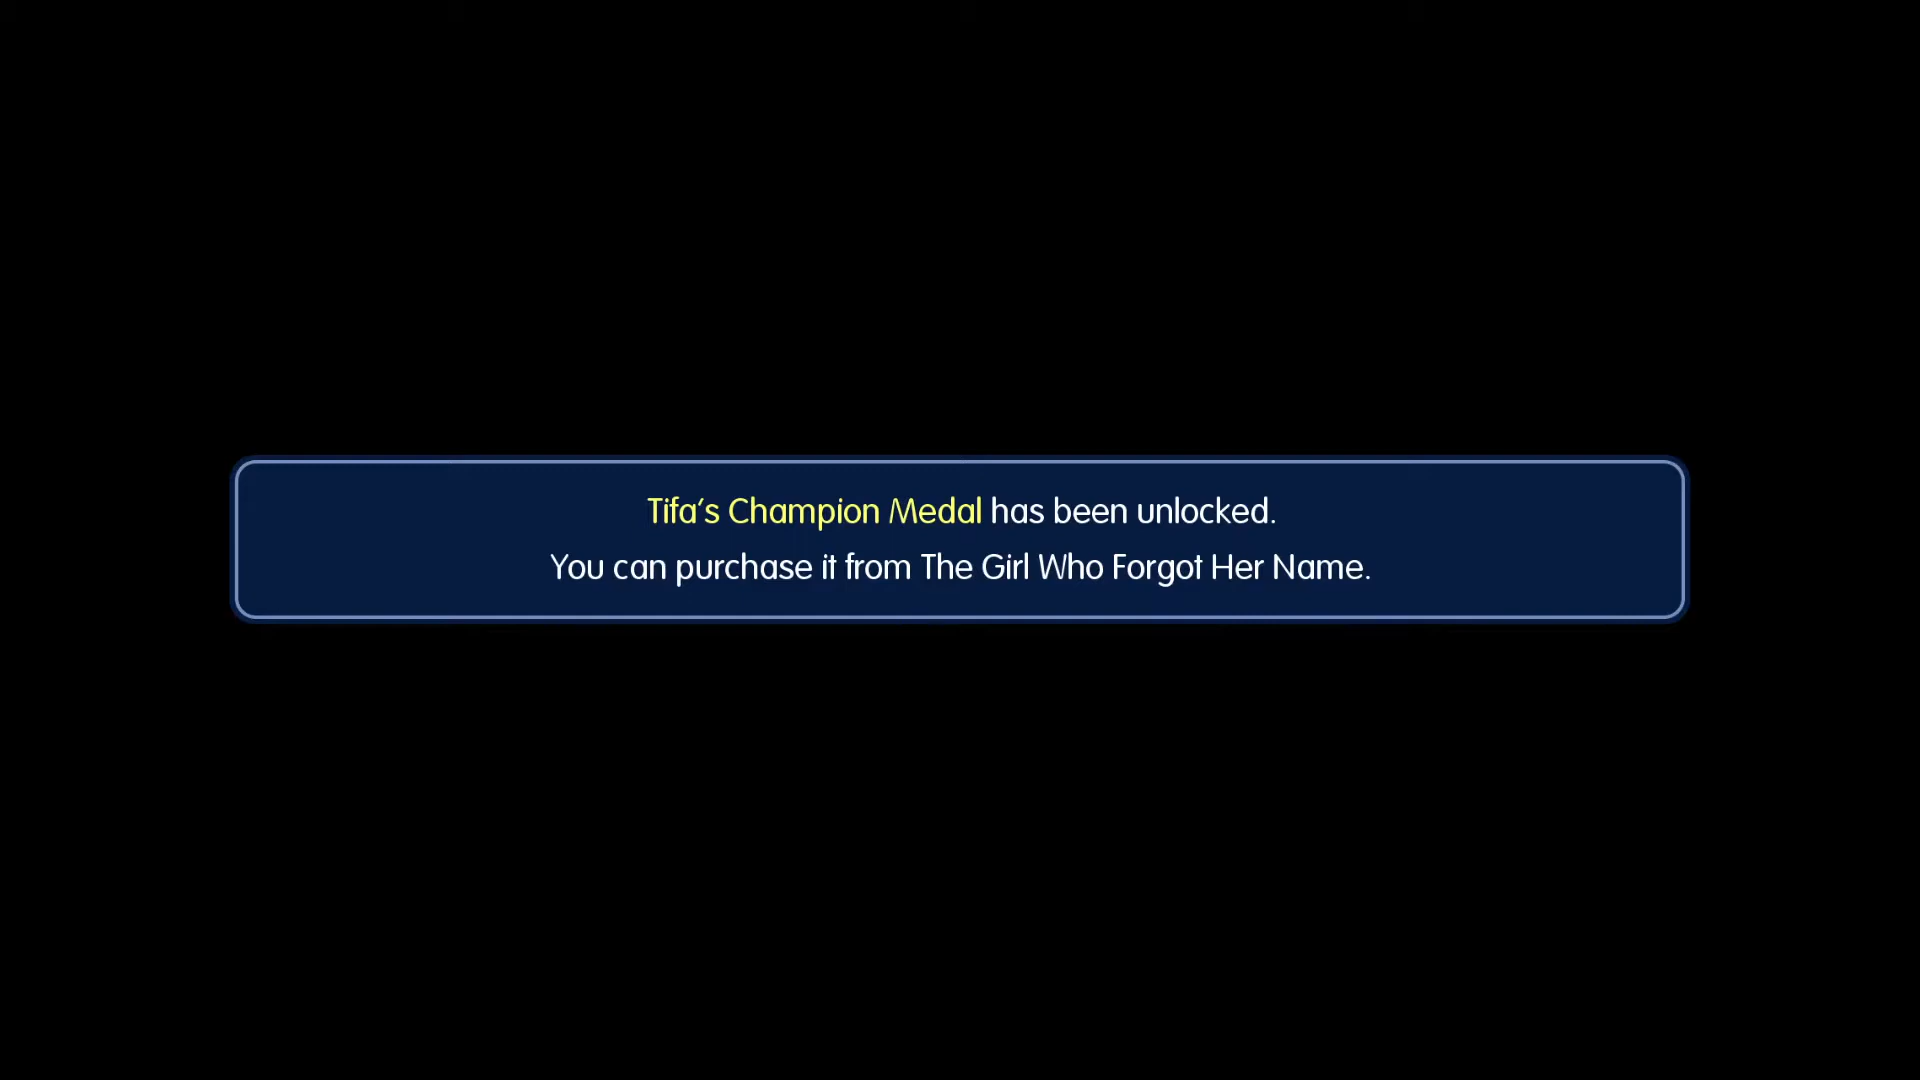 Tifa's Champion Medal has been unlocked.
You can purchase it from The Girl Who Forgot Her Name.